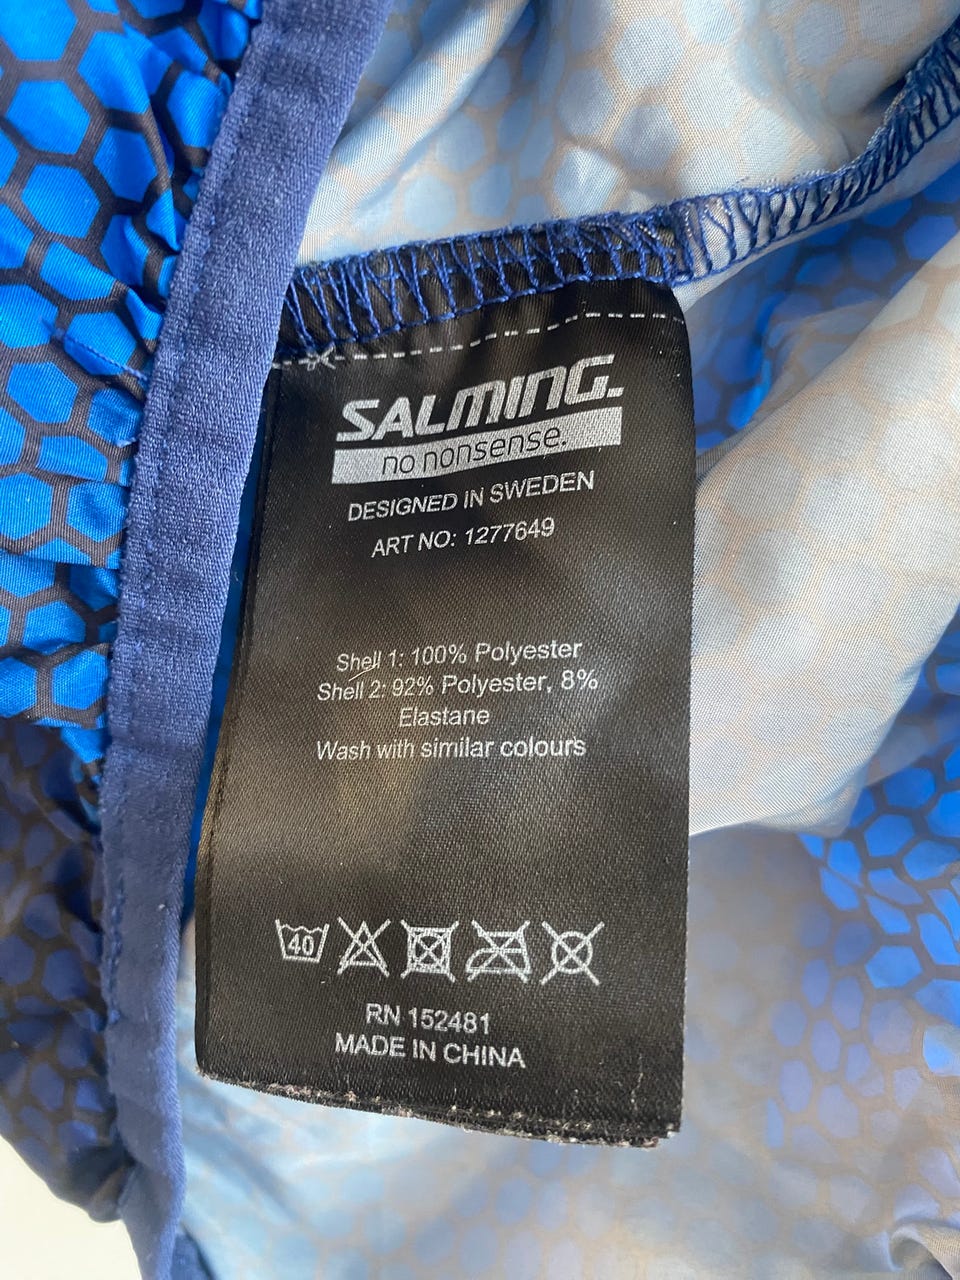 SALMING.
no nonsense.
DESIGNED IN SWEDEN
ART NO: 1277649
Shell 1: 100% Polyester
Shell 2: 92% Polyester, 8%
Elastane
Wash with similar colours
40
RN 152481
MADE IN CHINA